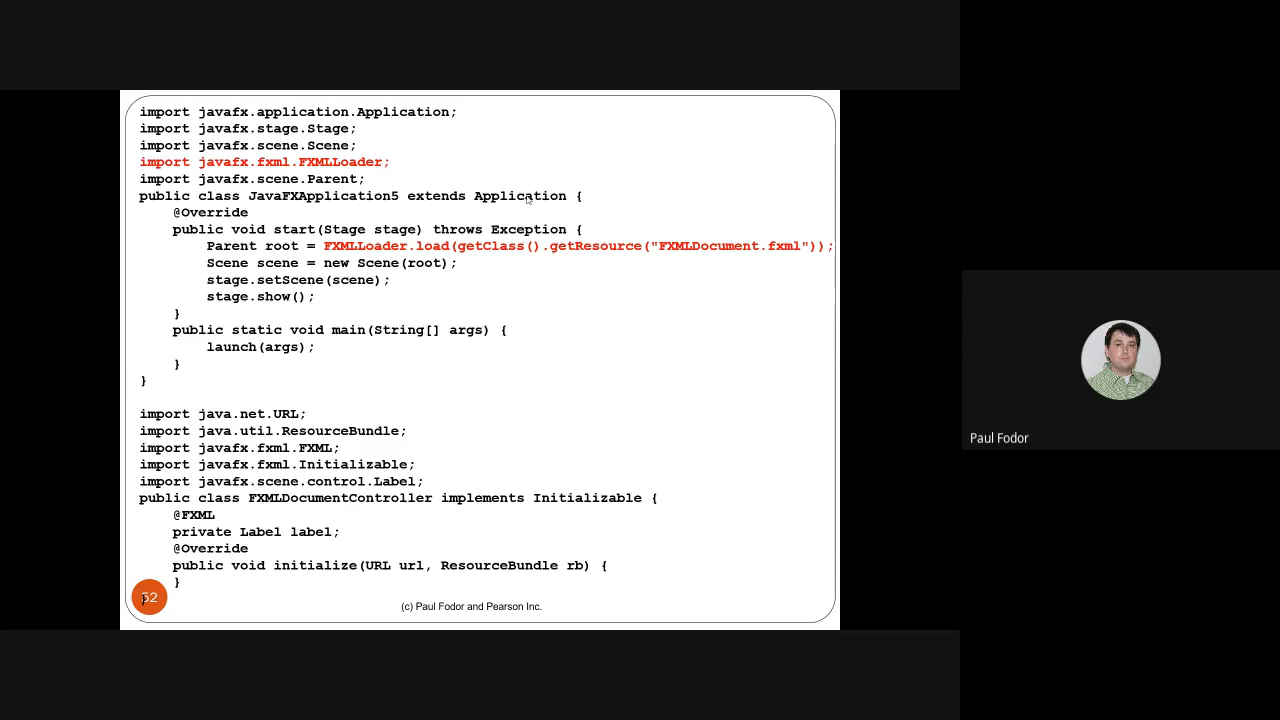 import javafx.application.Application;
import javafx.stage.Stage;
import javafx.scene.Scene;
import javafx.fxml.FXMLLoader;
import javafx.scene.Parent;
public class JavaFXApplication5 extends Application {
    @Override
    public void start(Stage stage) throws Exception {
        Parent root = FXMLLoader.load(getClass().getResource("FXMLDocument.fxml"));
        Scene scene = new Scene(root);
        stage.setScene(scene);
        stage.show();
    }
    public static void main(String[] args) {
        launch(args);
    }
}
import java.net.URL;
import java.util.ResourceBundle;
import javafx.fxml.FXML;
import javafx.fxml.Initializable;
import javafx.scene.control.Label;
public class FXMLDocumentController implements Initializable {
    @FXML
    private Label label;
    @Override
    public void initialize(URL url, ResourceBundle rb) {
    }
}
52
(c) Paul Fodor and Pearson Inc.
Paul Fodor